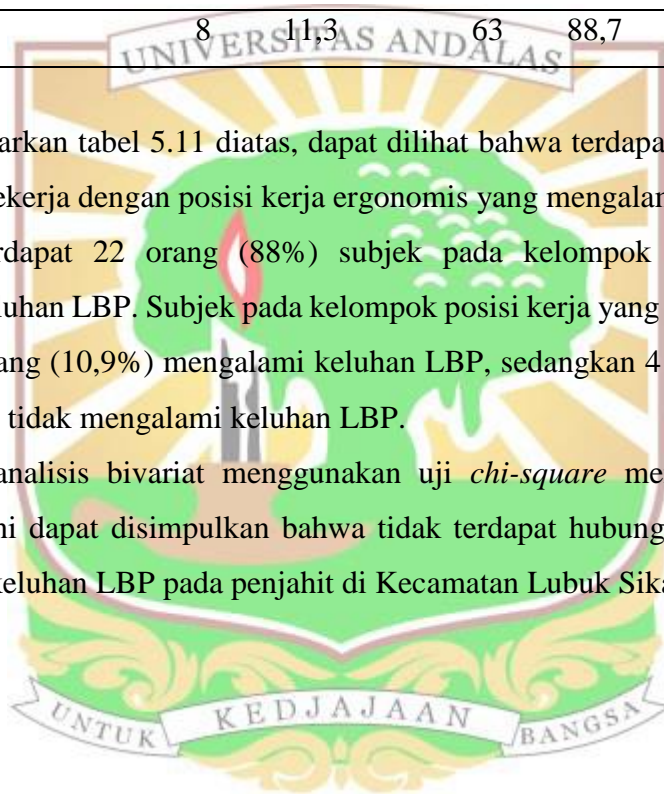 8 11,3 63 88,7
UNIVERSITAS ANDALAS
arkan tabel 5.11 diatas, dapat dilihat bahwa terdapa
ekerja dengan posisi kerja ergonomis yang mengalan
rdapat 22 orang (88%) subjek pada kelompok
luhan LBP. Subjek pada kelompok posisi kerja yang
ang (10,9%) mengalami keluhan LBP, sedangkan 4
tidak mengalami keluhan LBP.
analisis bivariat menggunakan uji chi-square me
ni dapat disimpulkan bahwa tidak terdapat hubung
keluhan LBP pada penjahit di Kecamatan Lubuk Sika
UNTUK KEDJAJAAN BANGSA